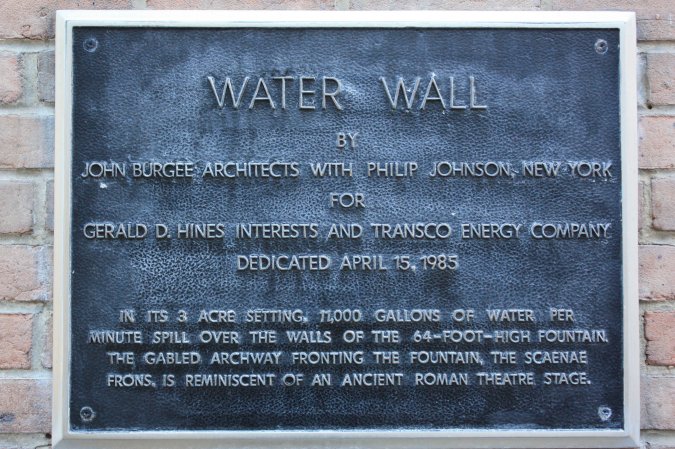 WATER WALL
BY
JOHN BURGEE ARCHITECTS WITH PHILIP JOHNSON, NEW YORK
FOR
GERALD D. HINES INTERESTS AND TRANSCO ENERGY COMPANY
DEDICATED APRIL 15, 1985
IN ITS 3 ACRE SETTING, 11,000 GALLONS OF WATER PER
MINUTE SPILL OVER THE WALLS OF THE 64-FOOT-HIGH FOUNTAIN.
THE GABLED ARCHWAY FRONTING THE FOUNTAIN, THE SCAENAE
FRONS, IS REMINISCENT OF AN ANCIENT ROMAN THEATRE STAGE.